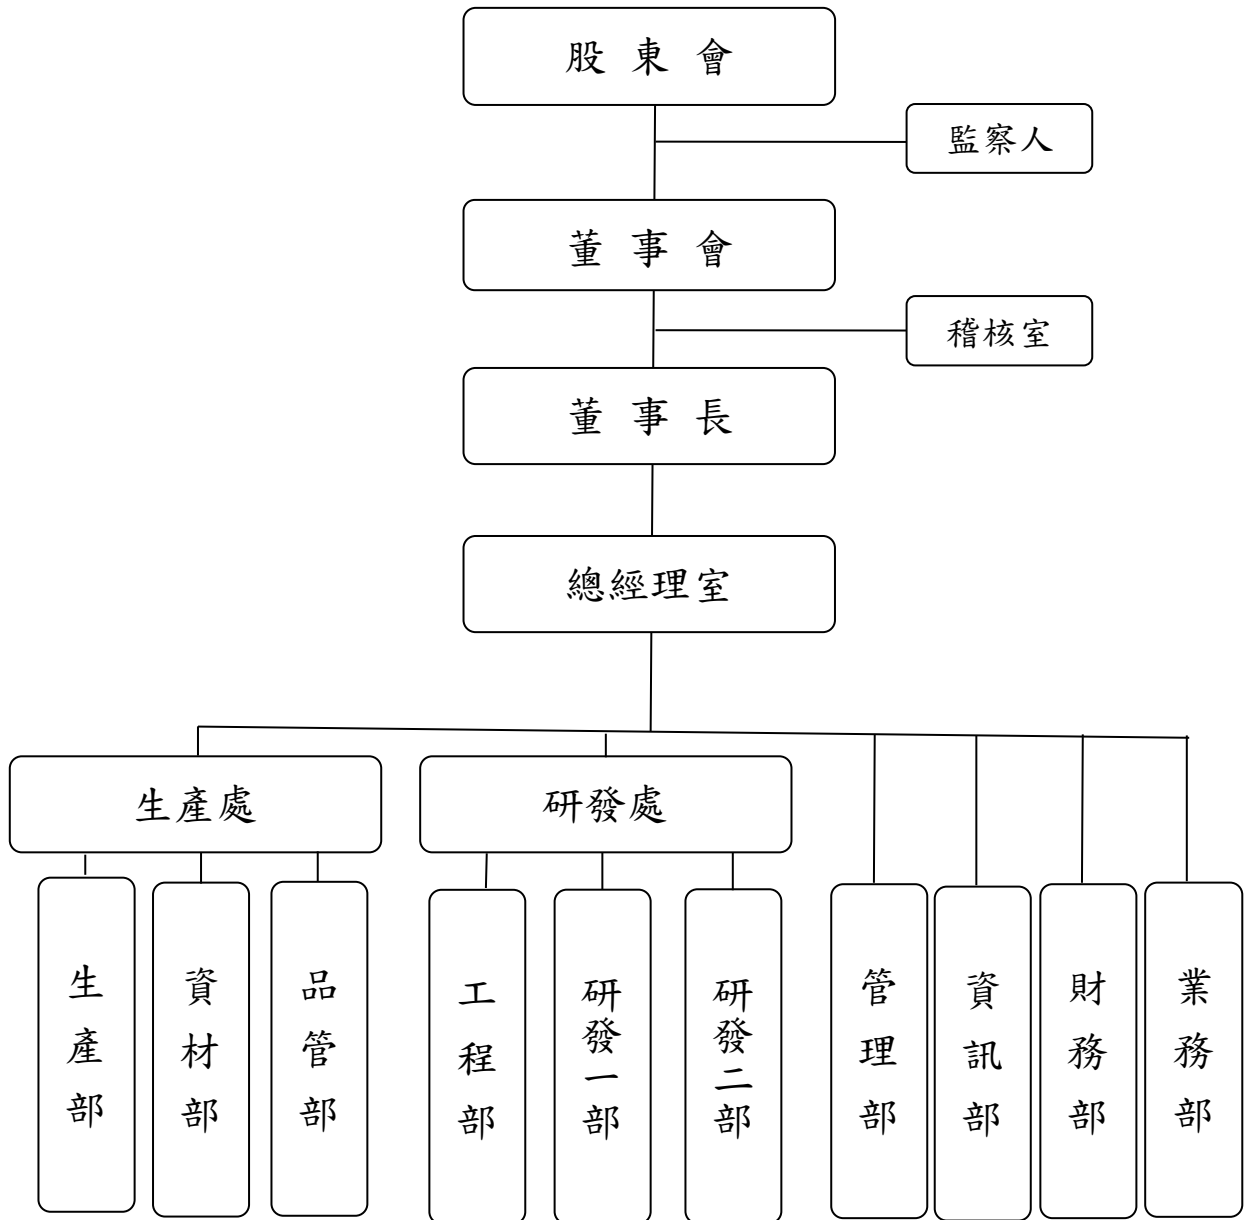 股東會
監察人
董事會
稽核室
董事長
總經理室
生產處
研發處
生產部
資材部
品管部
工程部
研發一部
研發二部
管理部
資訊部
財務部
業務部